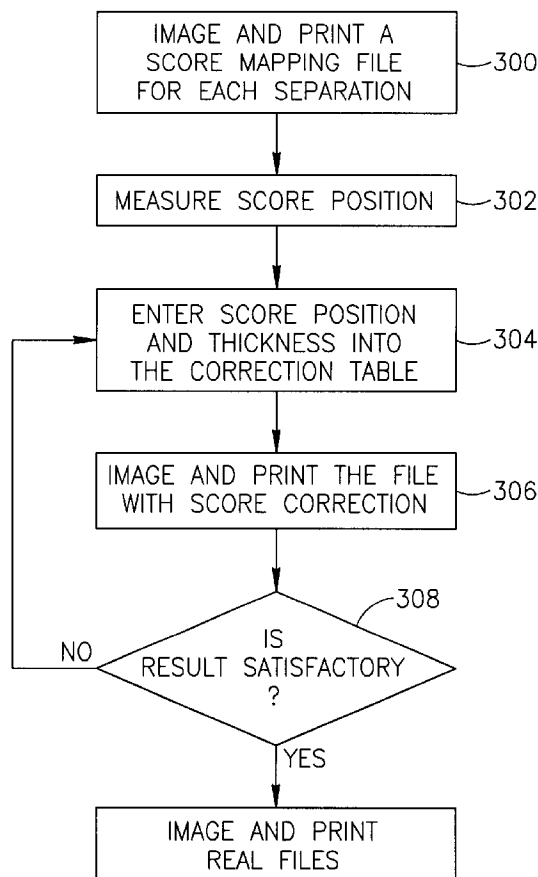 IMAGE AND PRINT A
SCORE MAPPING FILE
FOR EACH SEPARATION
300
MEASURE SCORE POSITION
302
ENTER SCORE POSITION
AND THICKNESS INTO
THE CORRECTION TABLE
304
IMAGE AND PRINT THE FILE
WITH SCORE CORRECTION
306
308
IS
RESULT SATISFACTORY
?
NO
YES
IMAGE AND PRINT
REAL FILES